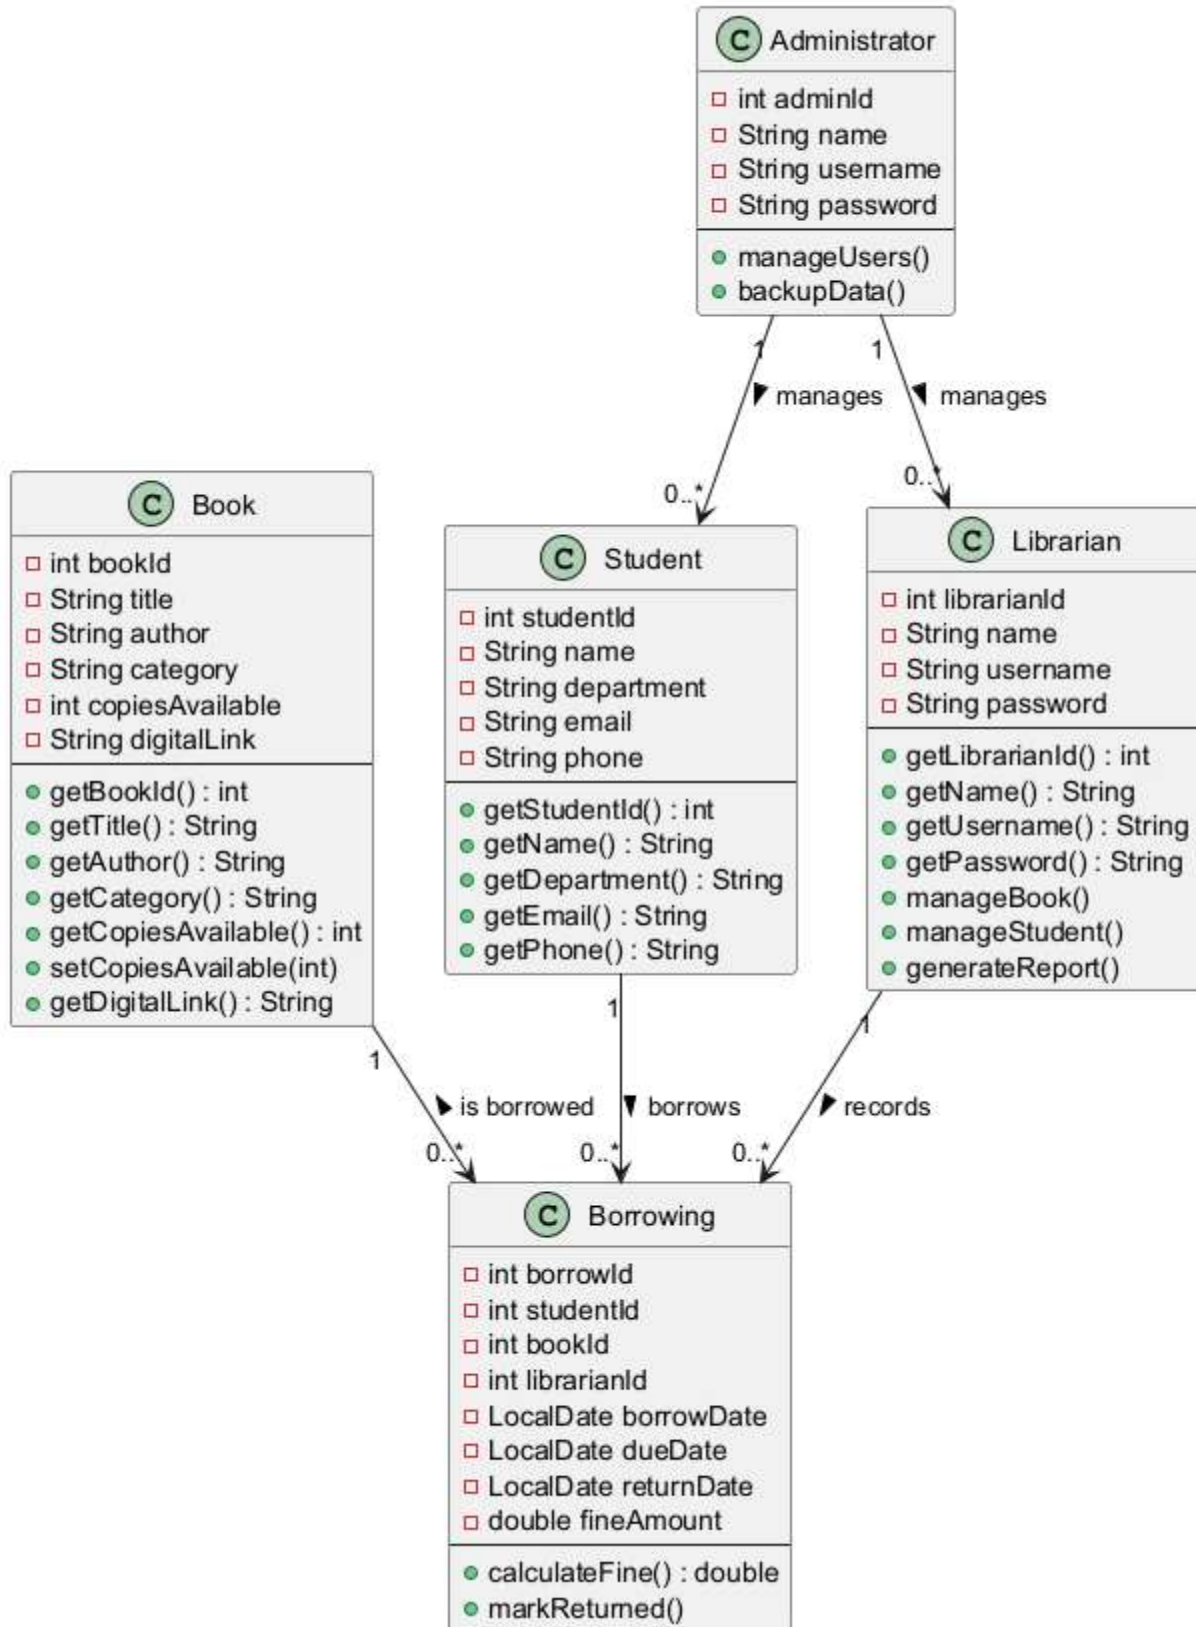 C Administrator
int adminId
String name
String username
String password
manageUsers()
backupData()
1
1
manages
manages
0..*
0..*
C Book
int bookId
String title
String author
String category
int copiesAvailable
String digitalLink
getBookId() : int
getTitle() : String
getAuthor() : String
getCategory() : String
getCopiesAvailable() : int
setCopiesAvailable(int)
getDigitalLink() : String
C Student
int studentId
String name
String department
String email
String phone
getStudentId() : int
getName() : String
getDepartment() : String
getEmail() : String
getPhone() : String
C Librarian
int librarianId
String name
String username
String password
getLibrarianId() : int
getName() : String
getUsername() : String
getPassword() : String
manageBook()
manageStudent()
generateReport()
1
1
1
is borrowed
borrows
records
0..*
0..*
0..*
C Borrowing
int borrowId
int studentId
int bookId
int librarianId
LocalDate borrowDate
LocalDate dueDate
LocalDate returnDate
double fineAmount
calculateFine() : double
markReturned()